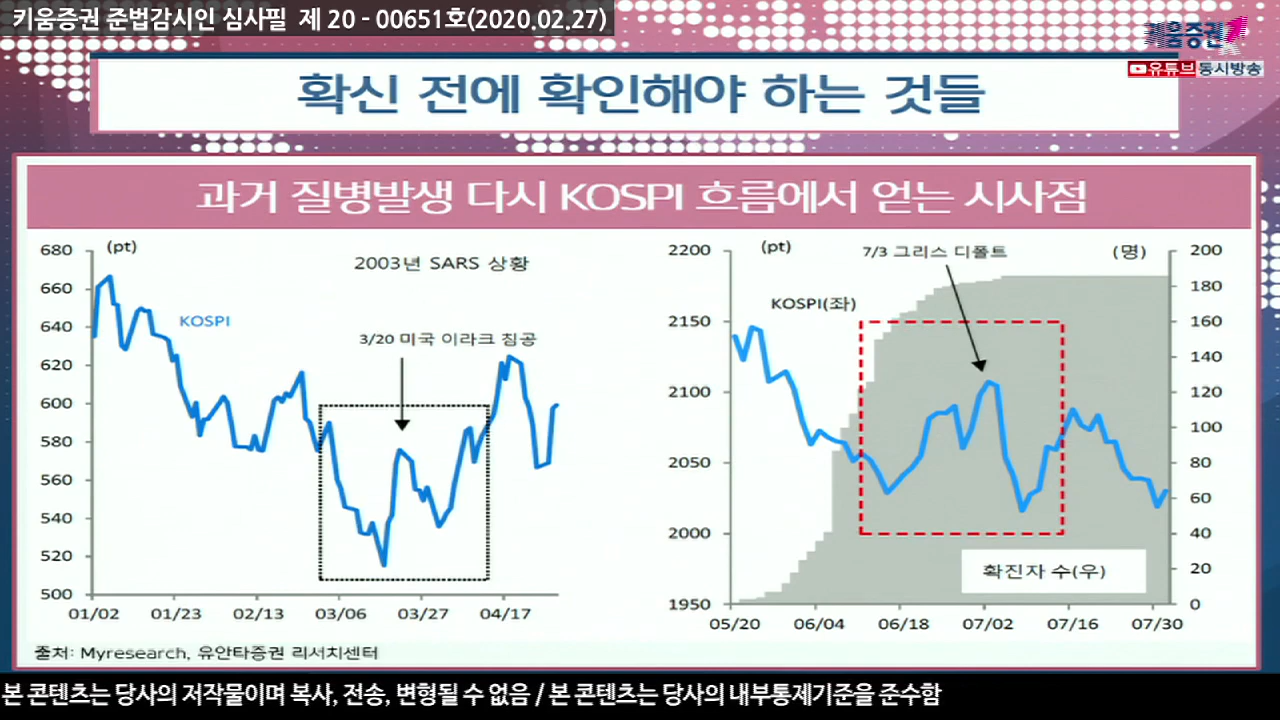 키움증권 준법감시인 심사필 제 20 - 00651호(2020.02.27)
키움증권
유튜브 동시방송
확신 전에 확인해야 하는 것들
과거 질병발생 다시 KOSPI 흐름에서 얻는 시사점
(pt)
2003년 SARS 상황
KOSPI
3/20 미국 이라크 침공
680
660
640
620
600
580
560
540
520
500
01/02 01/23 02/13 03/06 03/27 04/17
(pt)
7/3 그리스 디폴트
(명)
KOSPI(좌)
2200
2150
2100
2050
2000
1950
200
180
160
140
120
100
80
60
40
20
0
확진자 수(우)
05/20 06/04 06/18 07/02 07/16 07/30
출처: Myresearch, 유안타증권 리서치센터
본 콘텐츠는 당사의 저작물이며 복사, 전송, 변형될 수 없음 / 본 콘텐츠는 당사의 내부통제기준을 준수함